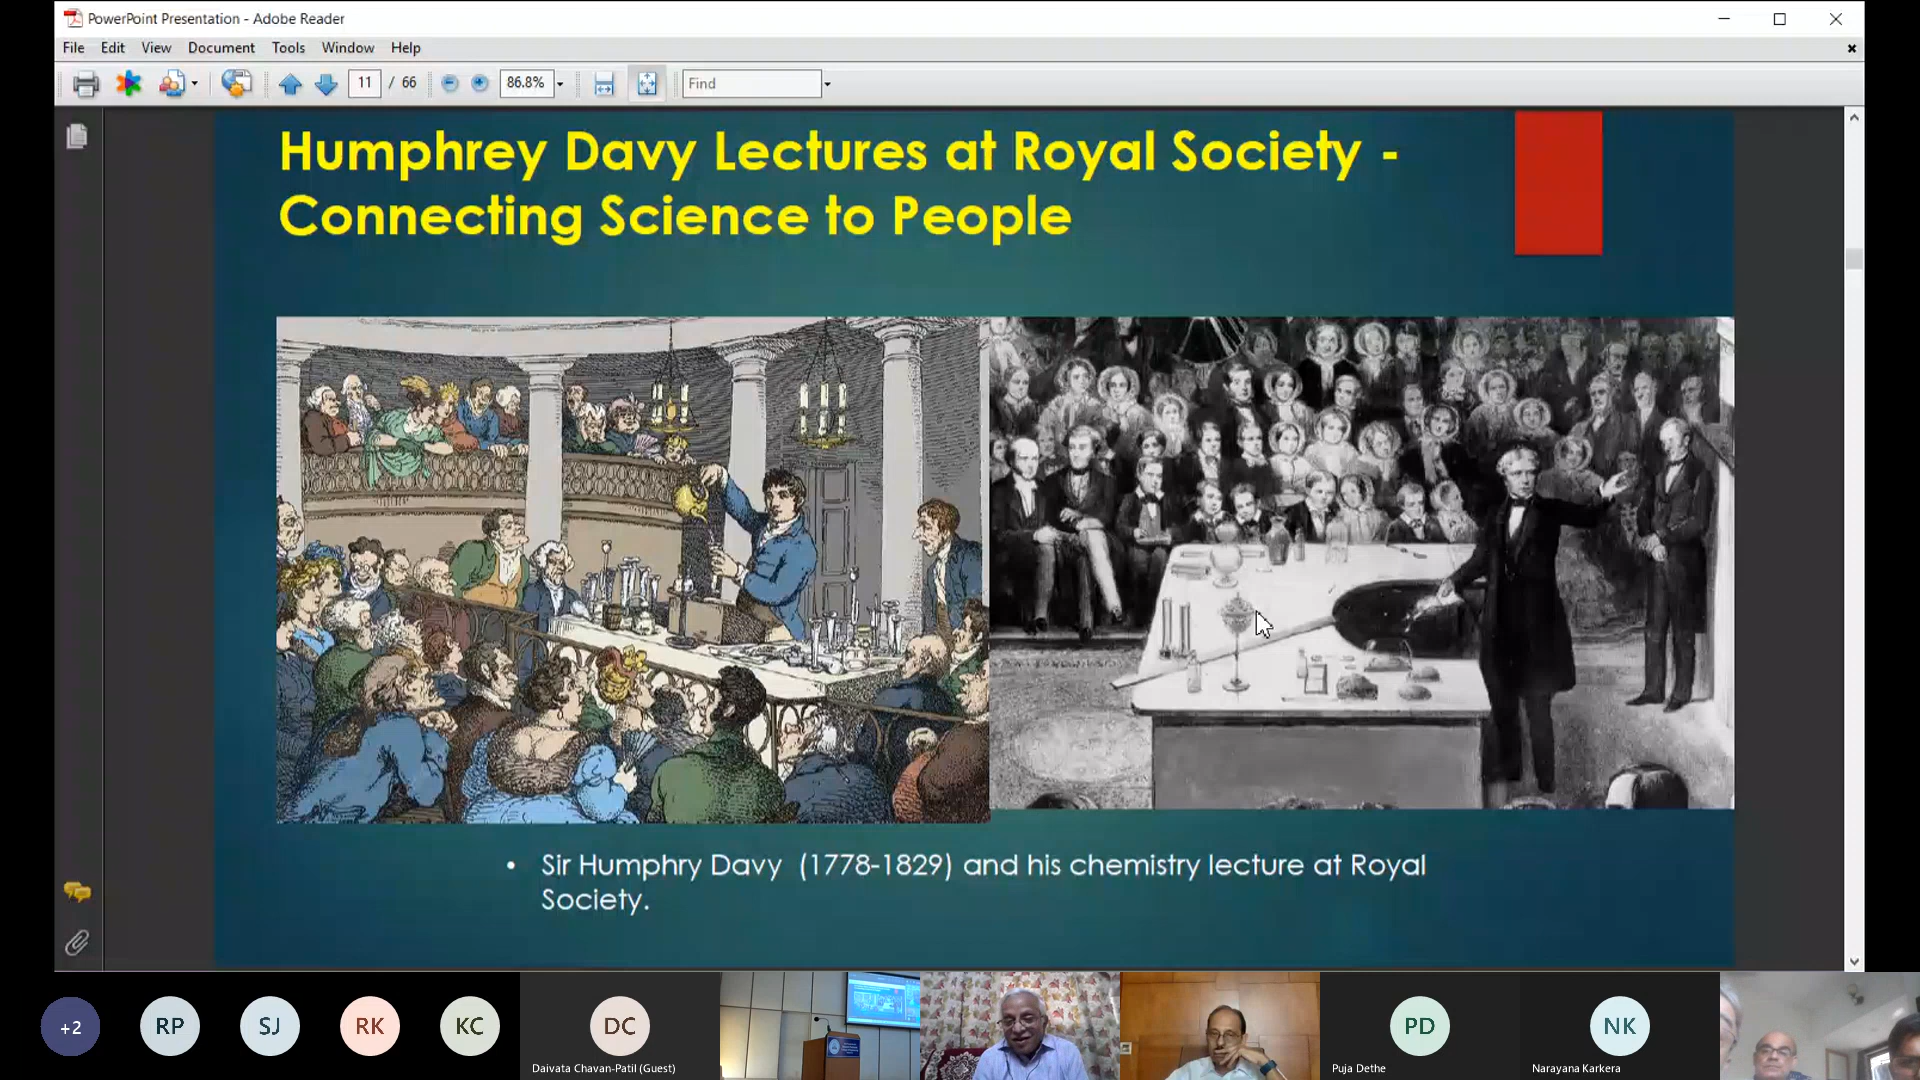 PowerPoint Presentation - Adobe Reader
File Edit View Document Tools Window Help
11 / 66 86.8% Find
Humphrey Davy Lectures at Royal Society -
Connecting Science to People
• Sir Humphry Davy (1778-1829) and his chemistry lecture at Royal
Society.
+2 RP SJ RK KC DC PD NK
Daivata Chavan-Patil (Guest) Puja Dethe Narayana Karkera